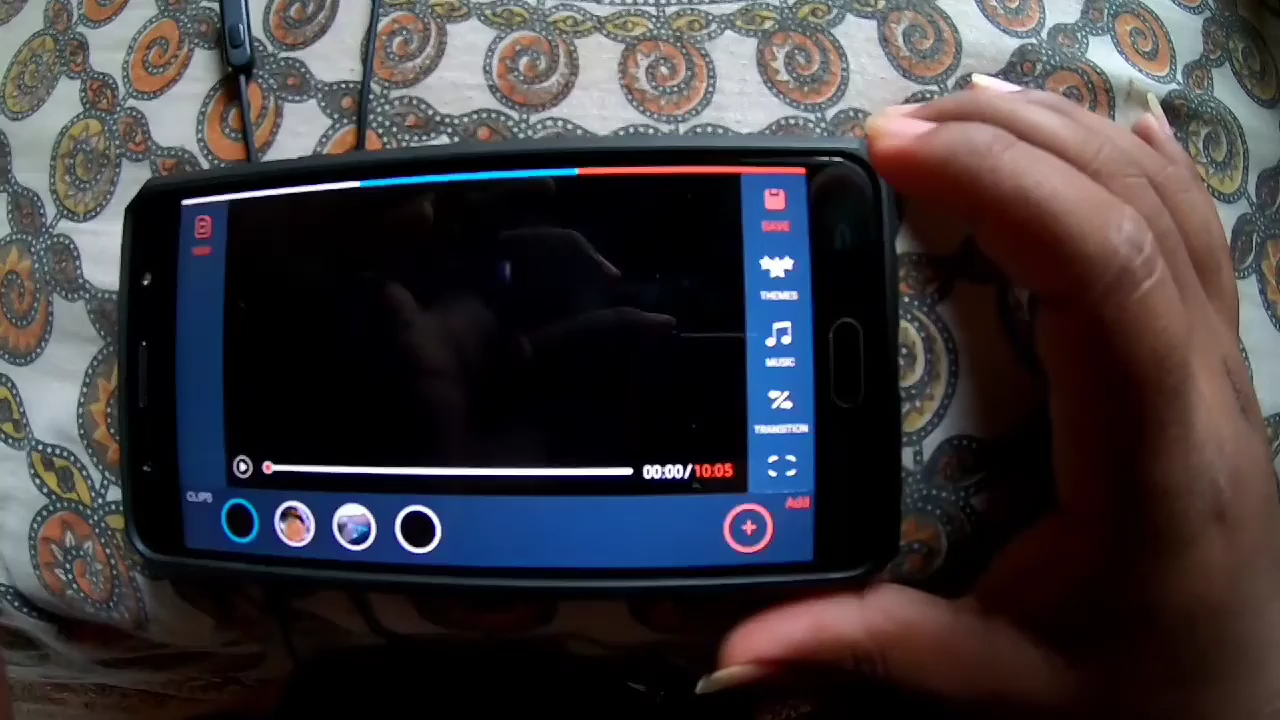 SAVE
THEMES
MUSIC
TRANSITION
00:00/10:05
CLIPS
Add